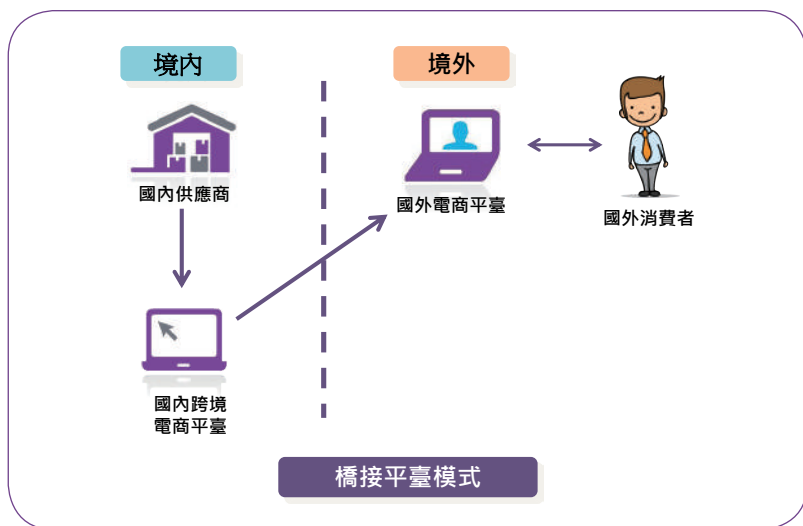 境內
境外
國內供應商
國外電商平臺
國外消費者
國內跨境
電商平臺
橋接平臺模式